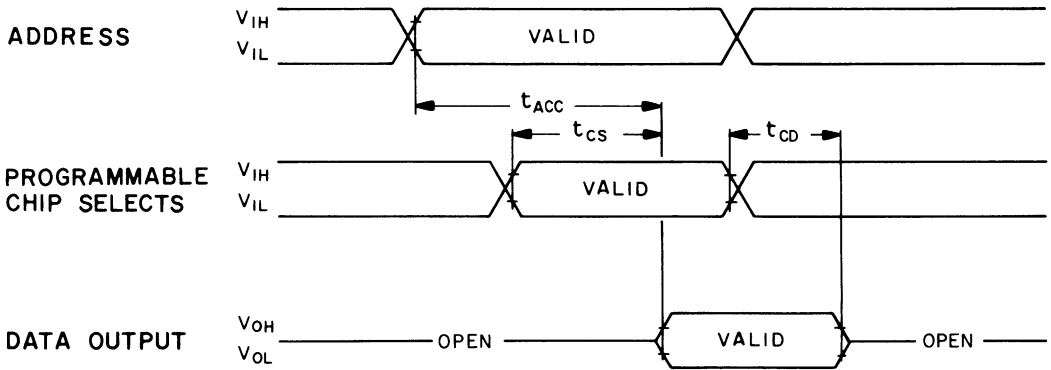 ADDRESS
VIH
VIL
VALID
tACC
tCS
tCD
PROGRAMMABLE
CHIP SELECTS
VIH
VIL
VALID
DATA OUTPUT
VOH
VOL
OPEN
VALID
OPEN